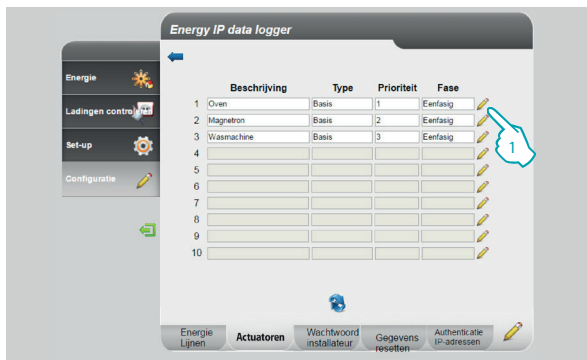 Energy IP data logger
Energie
Ladingen control
Set-up
Configuratie
Beschrijving Type Prioriteit Fase
1 Oven Basis 1 Eenfasig
2 Magnetron Basis 2 Eenfasig
3 Wasmachine Basis 3 Eenfasig
4
5
6
7
8
9
10
1
Energie Lijnen
Actuatoren
Wachtwoord installateur
Gegevens resetten
Authenticatie IP-adressen